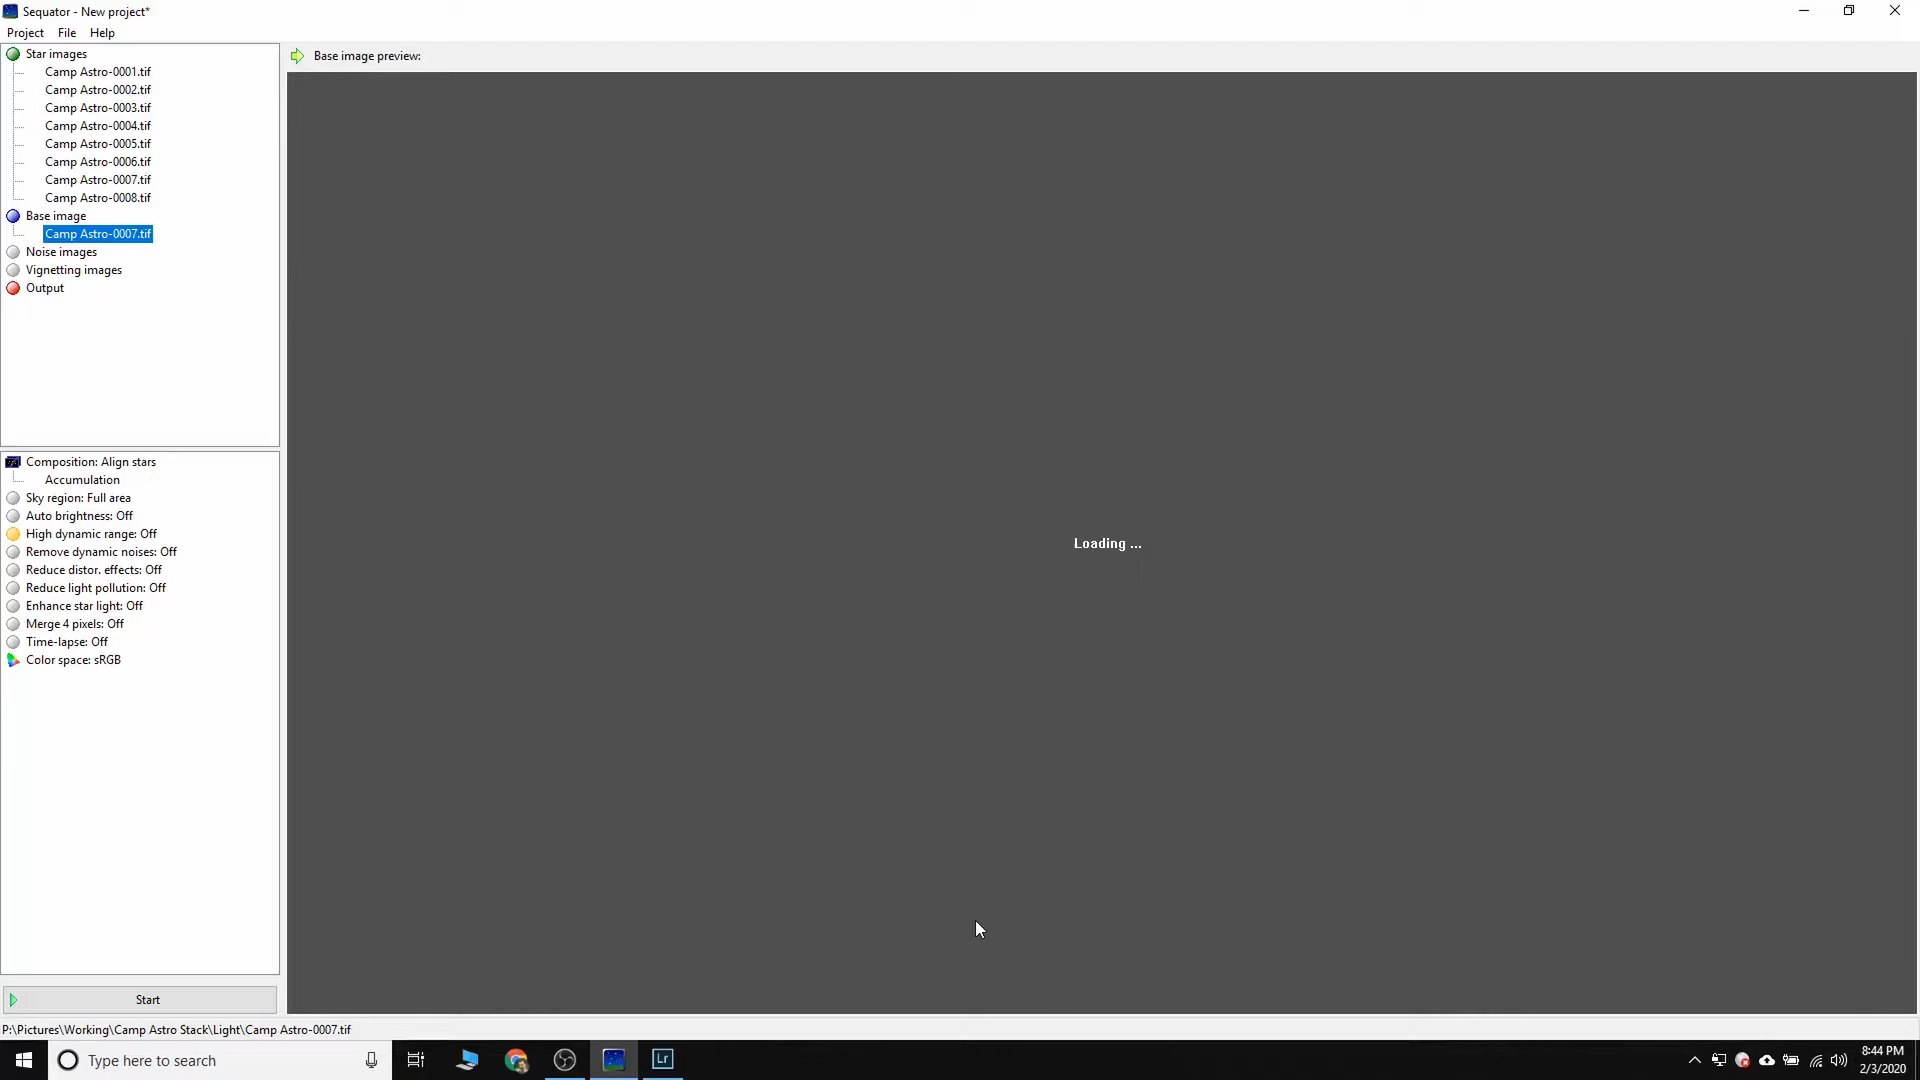 Sequator - New project*
Project File Help
Star images
Camp Astro-0001.tif
Camp Astro-0002.tif
Camp Astro-0003.tif
Camp Astro-0004.tif
Camp Astro-0005.tif
Camp Astro-0006.tif
Camp Astro-0007.tif
Camp Astro-0008.tif
Base image
Camp Astro-0007.tif
Noise images
Vignetting images
Output
Base image preview:
Loading ...
Composition: Align stars
Accumulation
Sky region: Full area
Auto brightness: Off
High dynamic range: Off
Remove dynamic noises: Off
Reduce distor. effects: Off
Reduce light pollution: Off
Enhance star light: Off
Merge 4 pixels: Off
Time-lapse: Off
Color space: sRGB
Start
P:\Pictures\Working\Camp Astro Stack\Light\Camp Astro-0007.tif
Type here to search
Lr
8:44 PM
2/3/2020